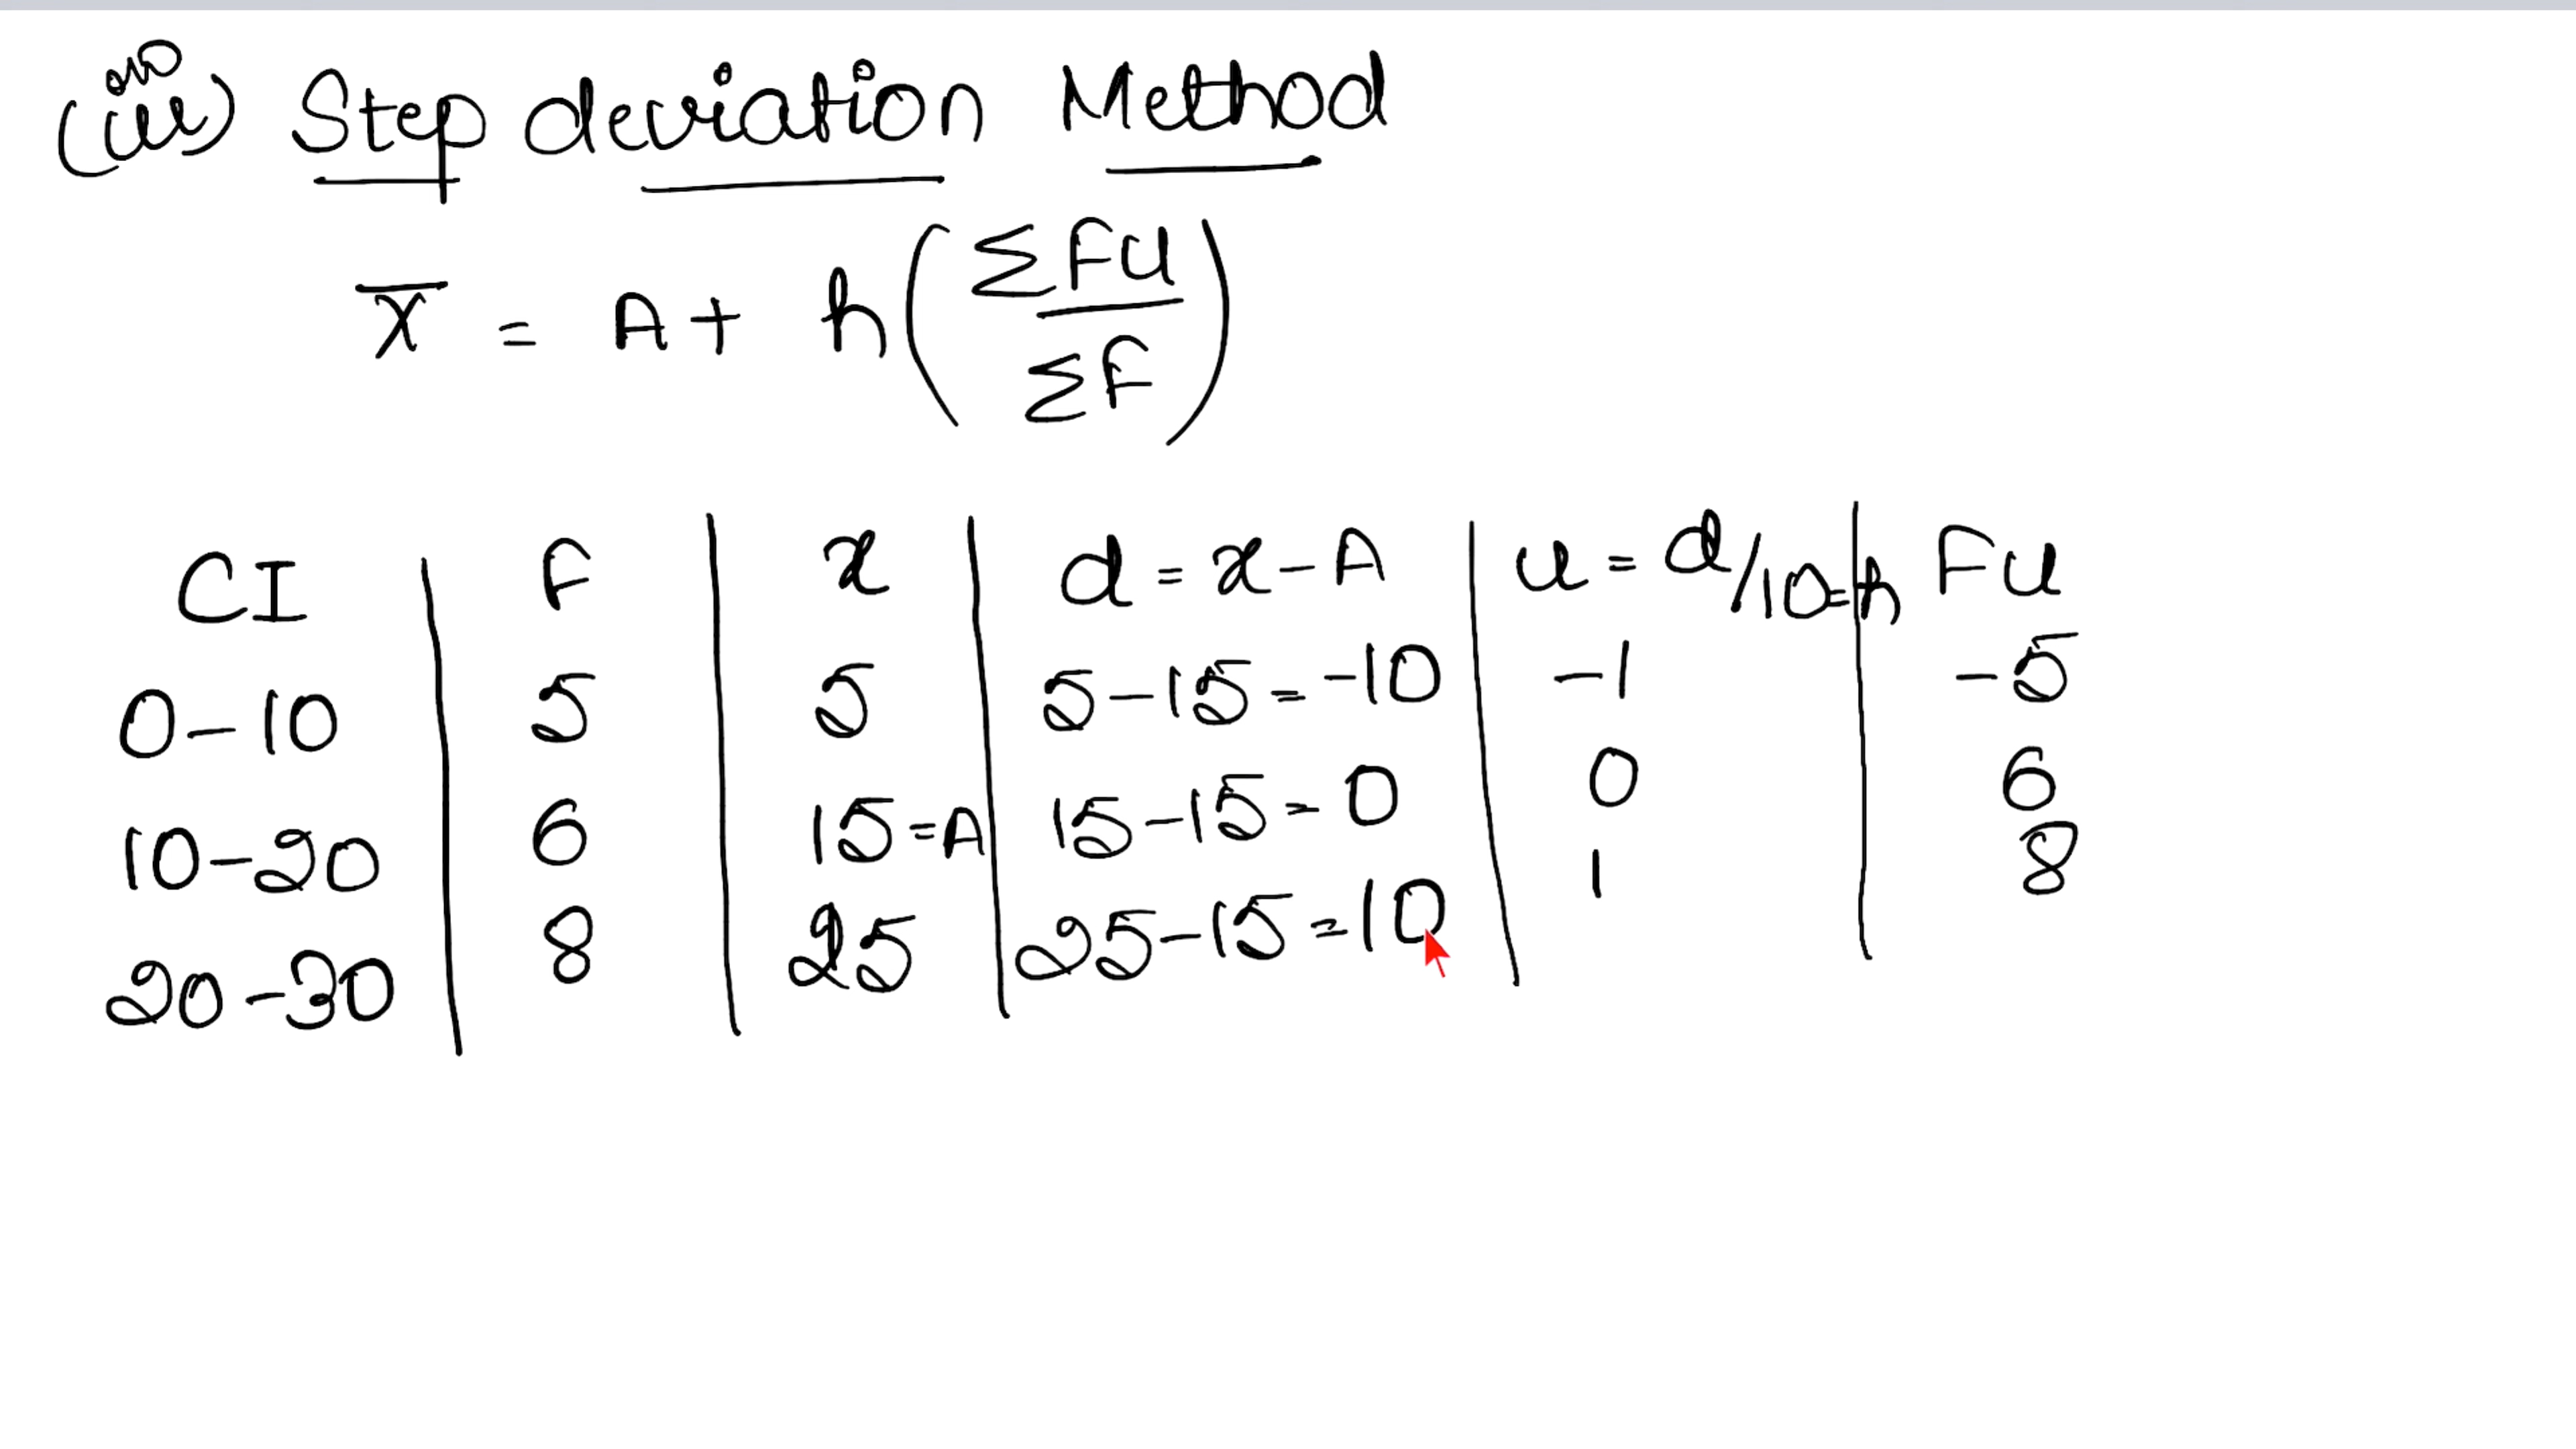 (iii) Step deviation Method
x̄ = A + h(ΣFU/ΣF)
CI | F | x | d = x - A | u = d/10=h | FU
0-10 | 5 | 5 | 5-15=-10 | -1 | -5
10-20 | 6 | 15=A | 15-15=0 | 0 | 6
20-30 | 8 | 25 | 25-15=10 | 1 | 8